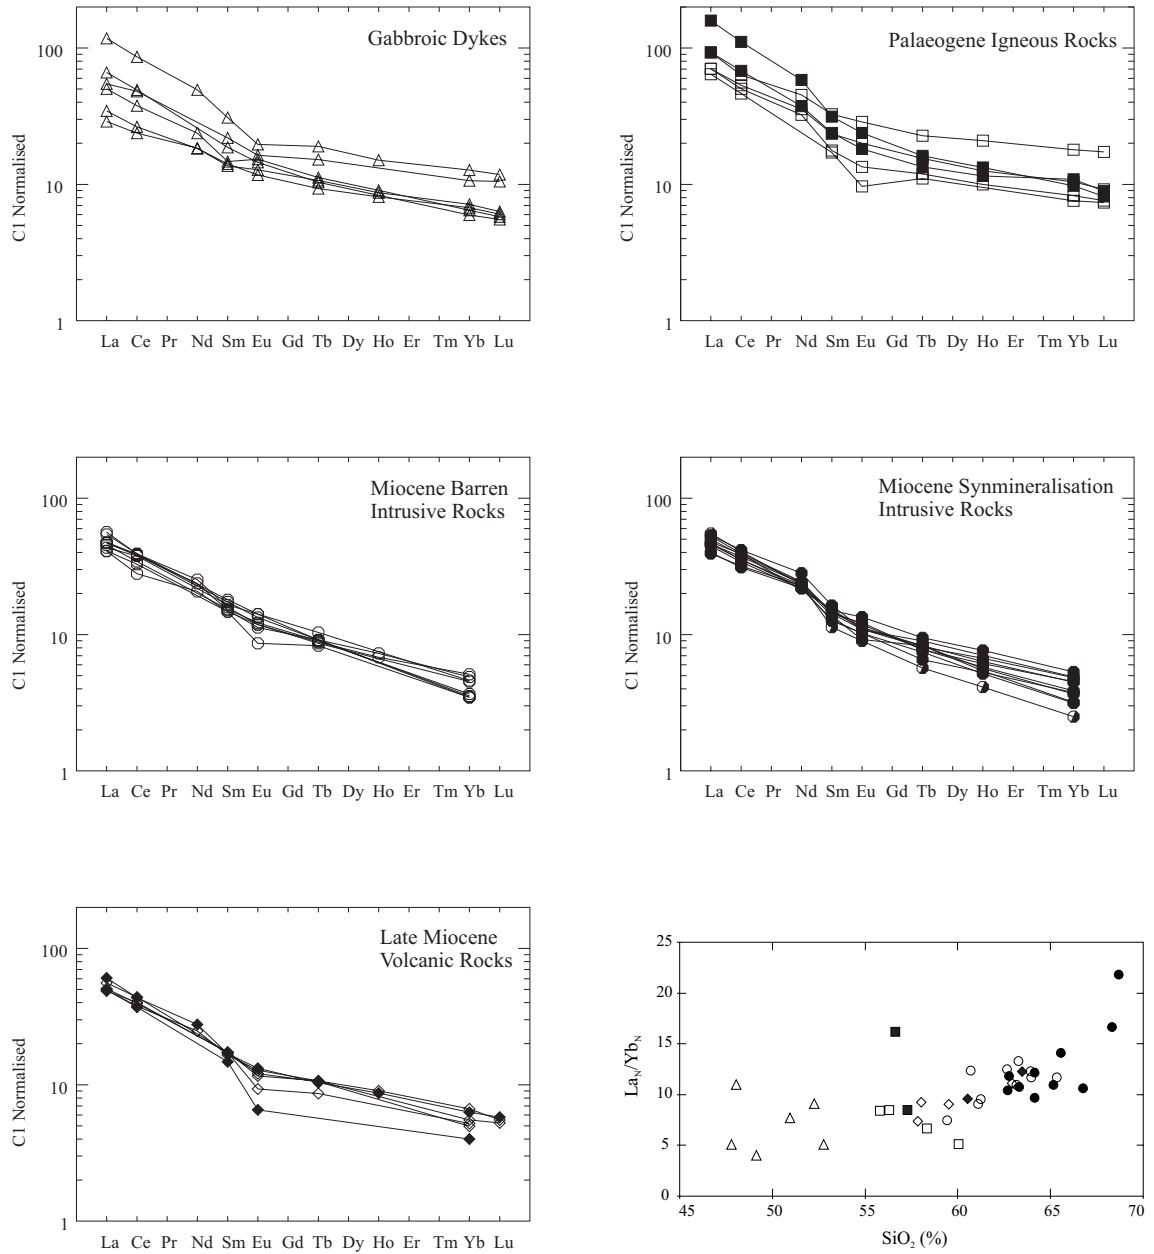 Gabbroic Dykes
100
10
1
C1 Normalised
La Ce Pr Nd Sm Eu Gd Tb Dy Ho Er Tm Yb Lu
Palaeogene Igneous Rocks
100
10
1
C1 Normalised
La Ce Pr Nd Sm Eu Gd Tb Dy Ho Er Tm Yb Lu
Miocene Barren
Intrusive Rocks
100
10
1
C1 Normalised
La Ce Pr Nd Sm Eu Gd Tb Dy Ho Er Tm Yb Lu
Miocene Synmineralisation
Intrusive Rocks
100
10
1
C1 Normalised
La Ce Pr Nd Sm Eu Gd Tb Dy Ho Er Tm Yb Lu
Late Miocene
Volcanic Rocks
100
10
1
C1 Normalised
La Ce Pr Nd Sm Eu Gd Tb Dy Ho Er Tm Yb Lu
25
20
15
10
5
0
La_N/Yb_N
45 50 55 60 65 70
SiO₂ (%)